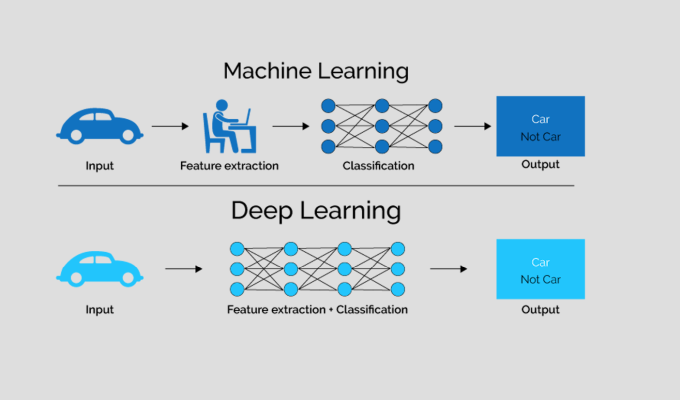 Machine Learning
Car
Not Car
Input
Feature extraction
Classification
Output
Deep Learning
Car
Not Car
Input
Feature extraction + Classification
Output